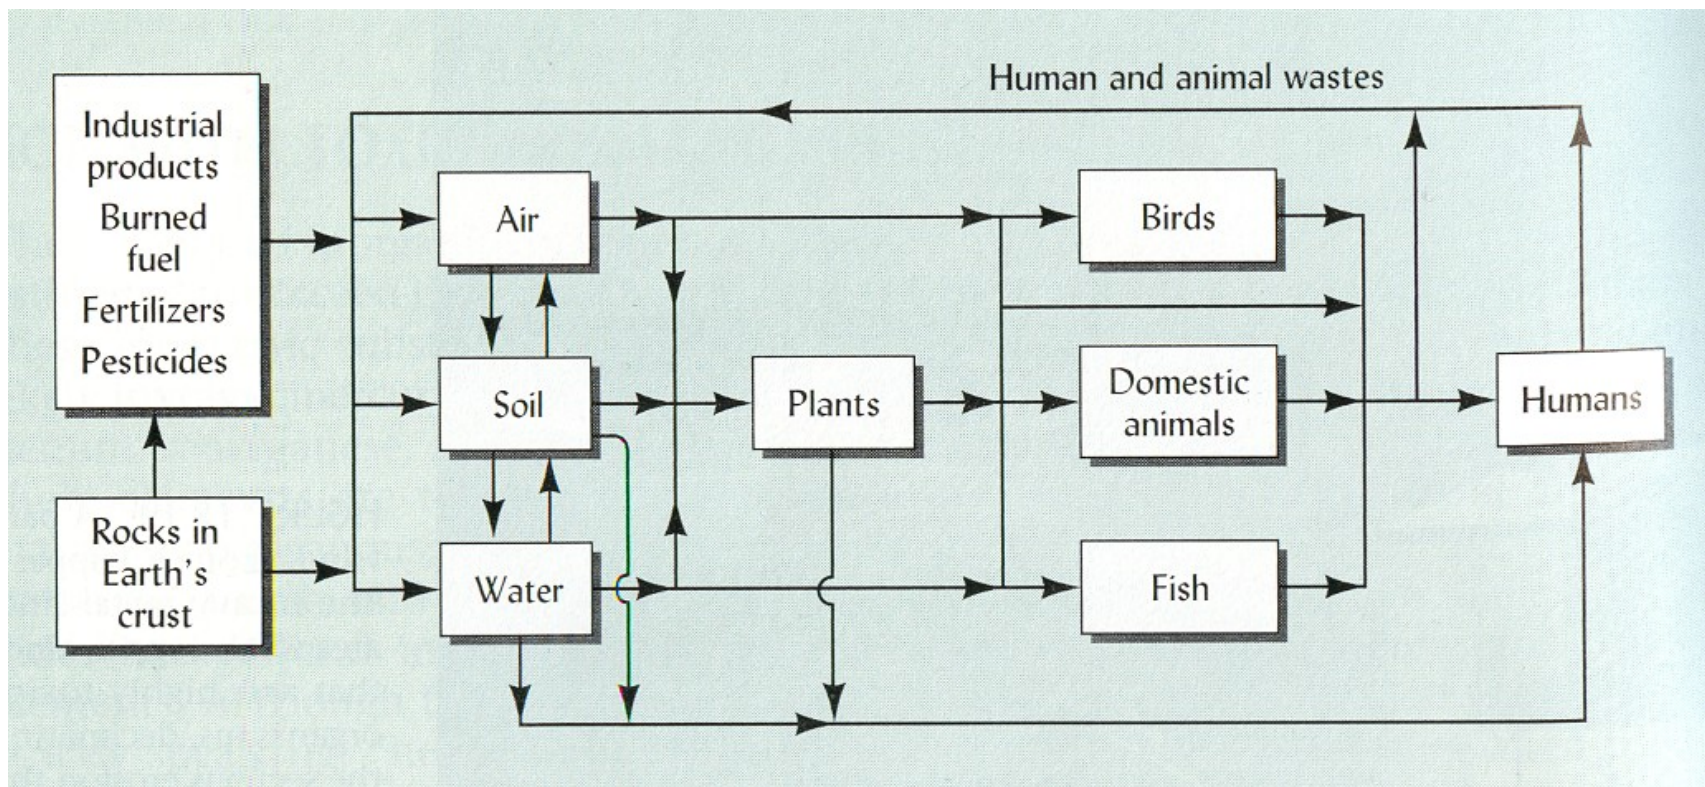 Human and animal wastes
Industrial
products
Burned
fuel
Fertilizers
Pesticides
Air
Birds
Soil
Plants
Domestic
animals
Humans
Rocks in
Earth's
crust
Water
Fish